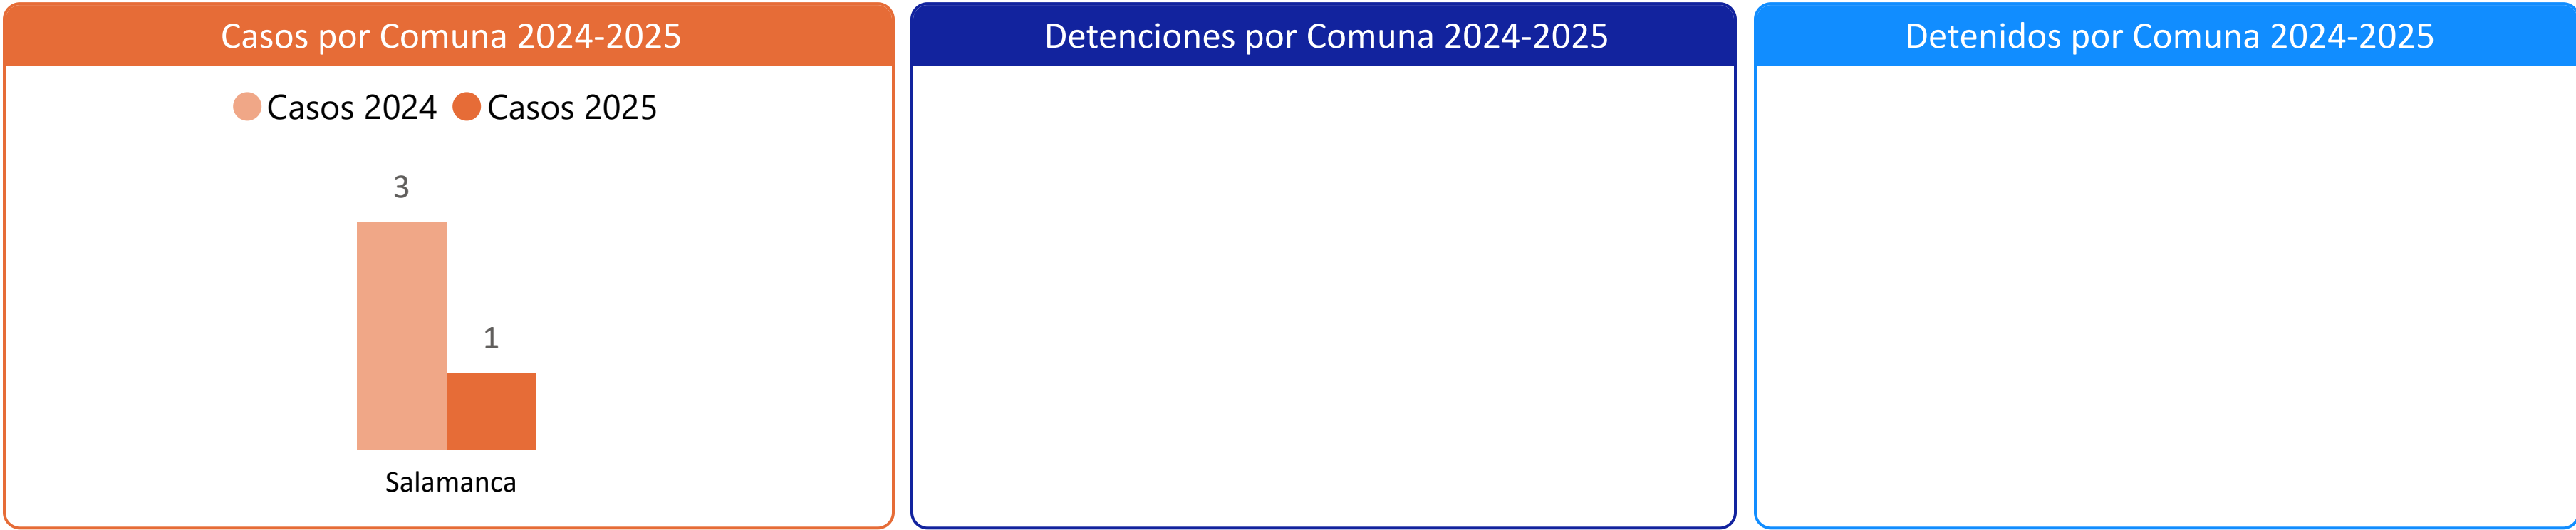 Casos por Comuna 2024-2025
Casos 2024 Casos 2025
3
1
Salamanca
Detenciones por Comuna 2024-2025
Detenidos por Comuna 2024-2025